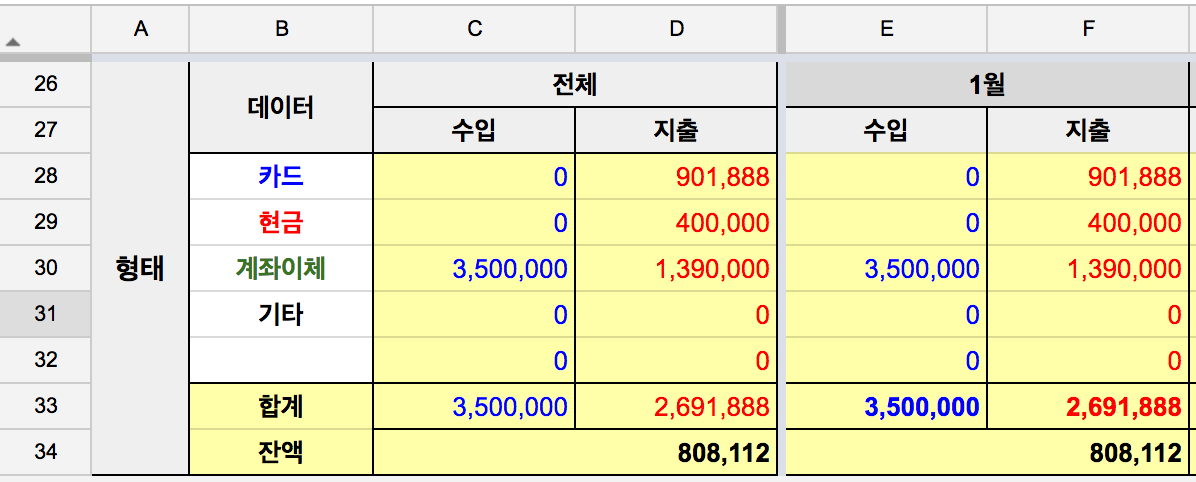 A B C D E F
26 전체 1월
데이터
27 수입 지출 수입 지출
28 카드 0 901,888 0 901,888
29 현금 0 400,000 0 400,000
30 형태 계좌이체 3,500,000 1,390,000 3,500,000 1,390,000
31 기타 0 0 0 0
32 0 0 0 0
33 합계 3,500,000 2,691,888 3,500,000 2,691,888
34 잔액 808,112 808,112